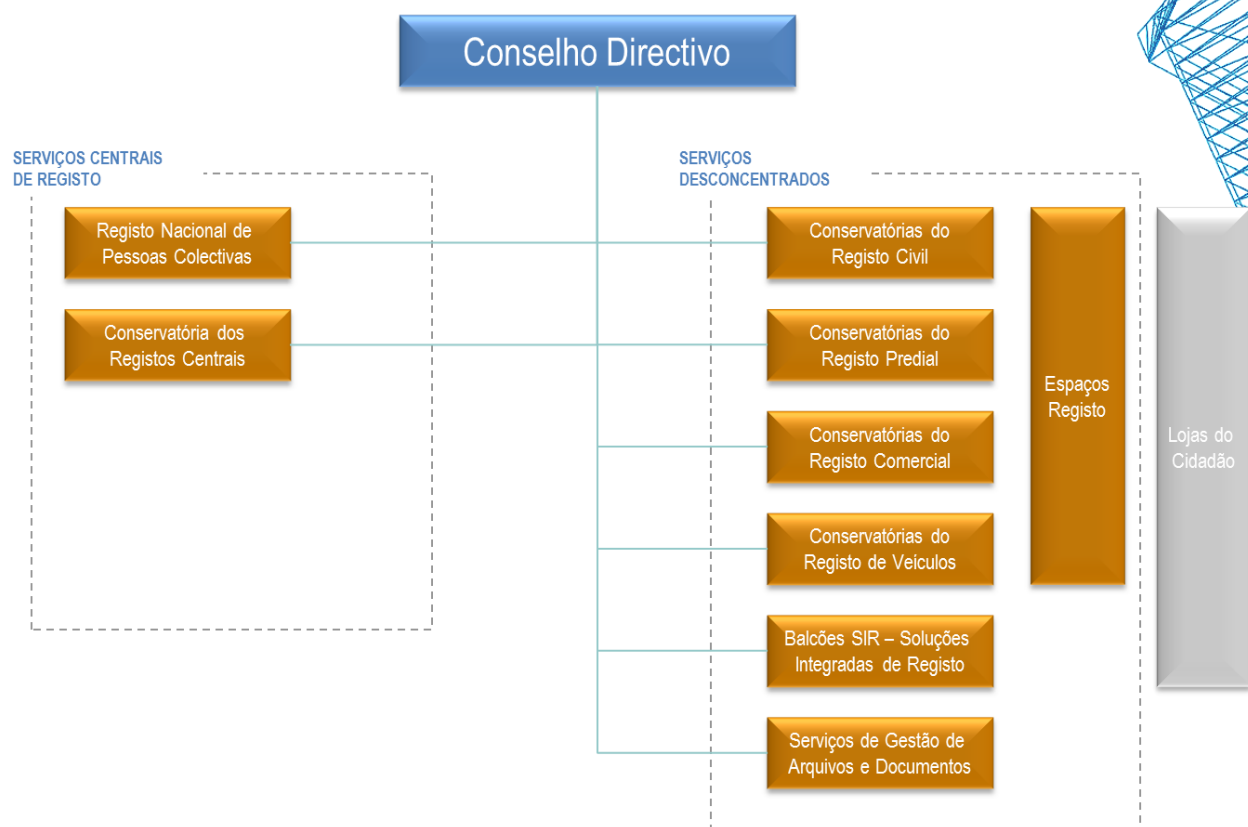 Conselho Directivo
SERVIÇOS CENTRAIS
DE REGISTO
Registo Nacional de
Pessoas Colectivas
Conservatória dos
Registos Centrais
SERVIÇOS
DESCONCENTRADOS
Conservatórias do
Registo Civil
Conservatórias do
Registo Predial
Conservatórias do
Registo Comercial
Conservatórias do
Registo de Veículos
Balcões SIR – Soluções
Integradas de Registo
Serviços de Gestão de
Arquivos e Documentos
Espaços
Registo
Lojas do
Cidadão